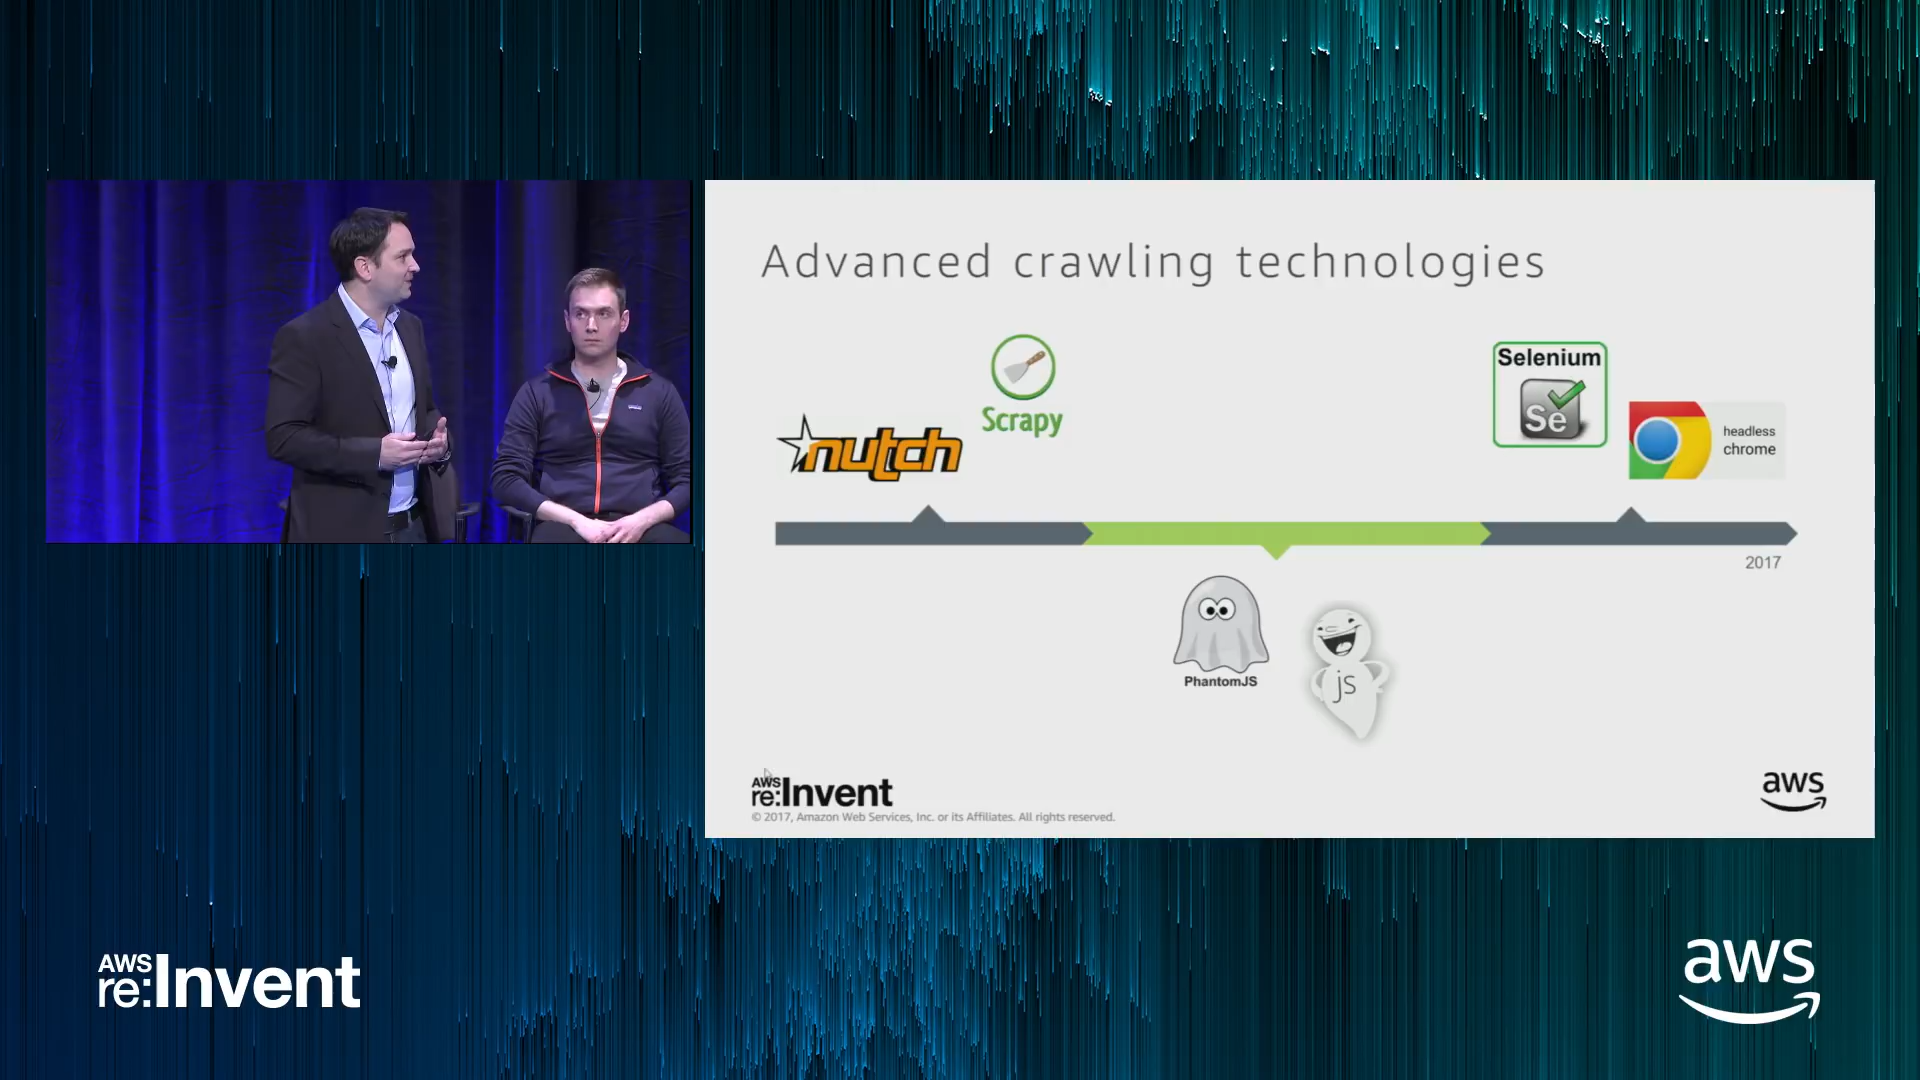 Advanced crawling technologies
Scrapy
nutch
Selenium
Se
headless
chrome
2017
PhantomJS
js
AWS
re:Invent
© 2017, Amazon Web Services, Inc. or its Affiliates. All rights reserved.
aws
AWS
re:Invent
aws